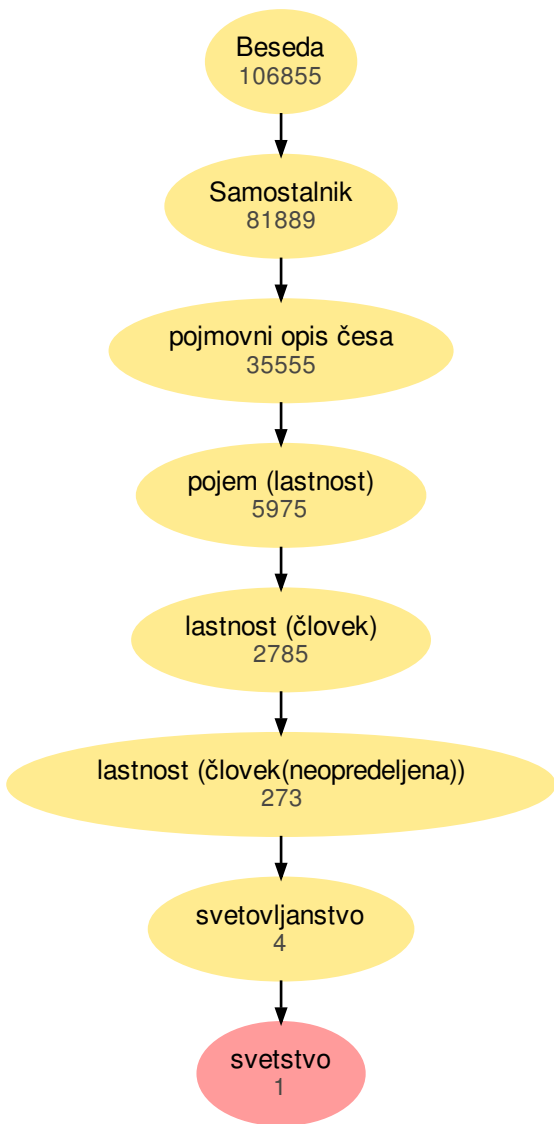 Beseda
106855
Samostalnik
81889
pojmovni opis česa
35555
pojem (lastnost)
5975
lastnost (človek)
2785
lastnost (človek(neopredeljena))
273
svetovljanstvo
4
svetstvo
1